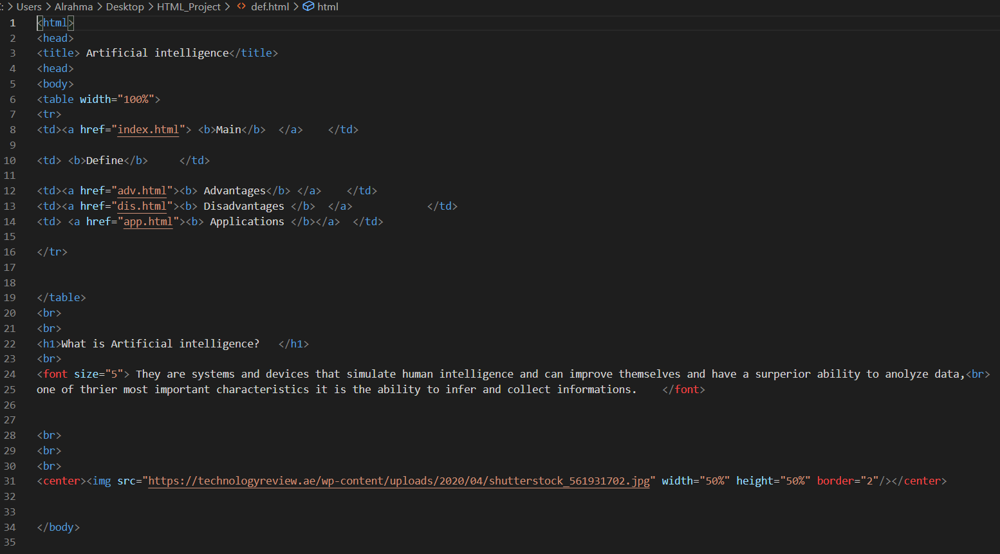 : > Users > Alrahma > Desktop > HTML_Project > <> def.html > html
1 <html>
2 <head>
3 <title> Artificial intelligence</title>
4 <head>
5 <body>
6 <table width="100%">
7 <tr>
8 <td><a href="index.html"> <b>Main</b>  </a>    </td>
9
10 <td> <b>Define</b>     </td>
11
12 <td><a href="adv.html"><b> Advantages</b> </a>    </td>
13 <td><a href="dis.html"><b> Disadvantages </b>  </a>            </td>
14 <td> <a href="app.html"><b> Applications </b></a>  </td>
15
16 </tr>
17
18
19 </table>
20 <br>
21 <br>
22 <h1>What is Artificial intelligence?   </h1>
23 <br>
24 <font size="5"> They are systems and devices that simulate human intelligence and can improve themselves and have a surperior ability to anolyze data,<br>
25 one of thrier most important characteristics it is the ability to infer and collect informations.    </font>
26
27
28 <br>
29 <br>
30 <br>
31 <center><img src="https://technologyreview.ae/wp-content/uploads/2020/04/shutterstock_561931702.jpg" width="50%" height="50%" border="2"/></center>
32
33
34 </body>
35